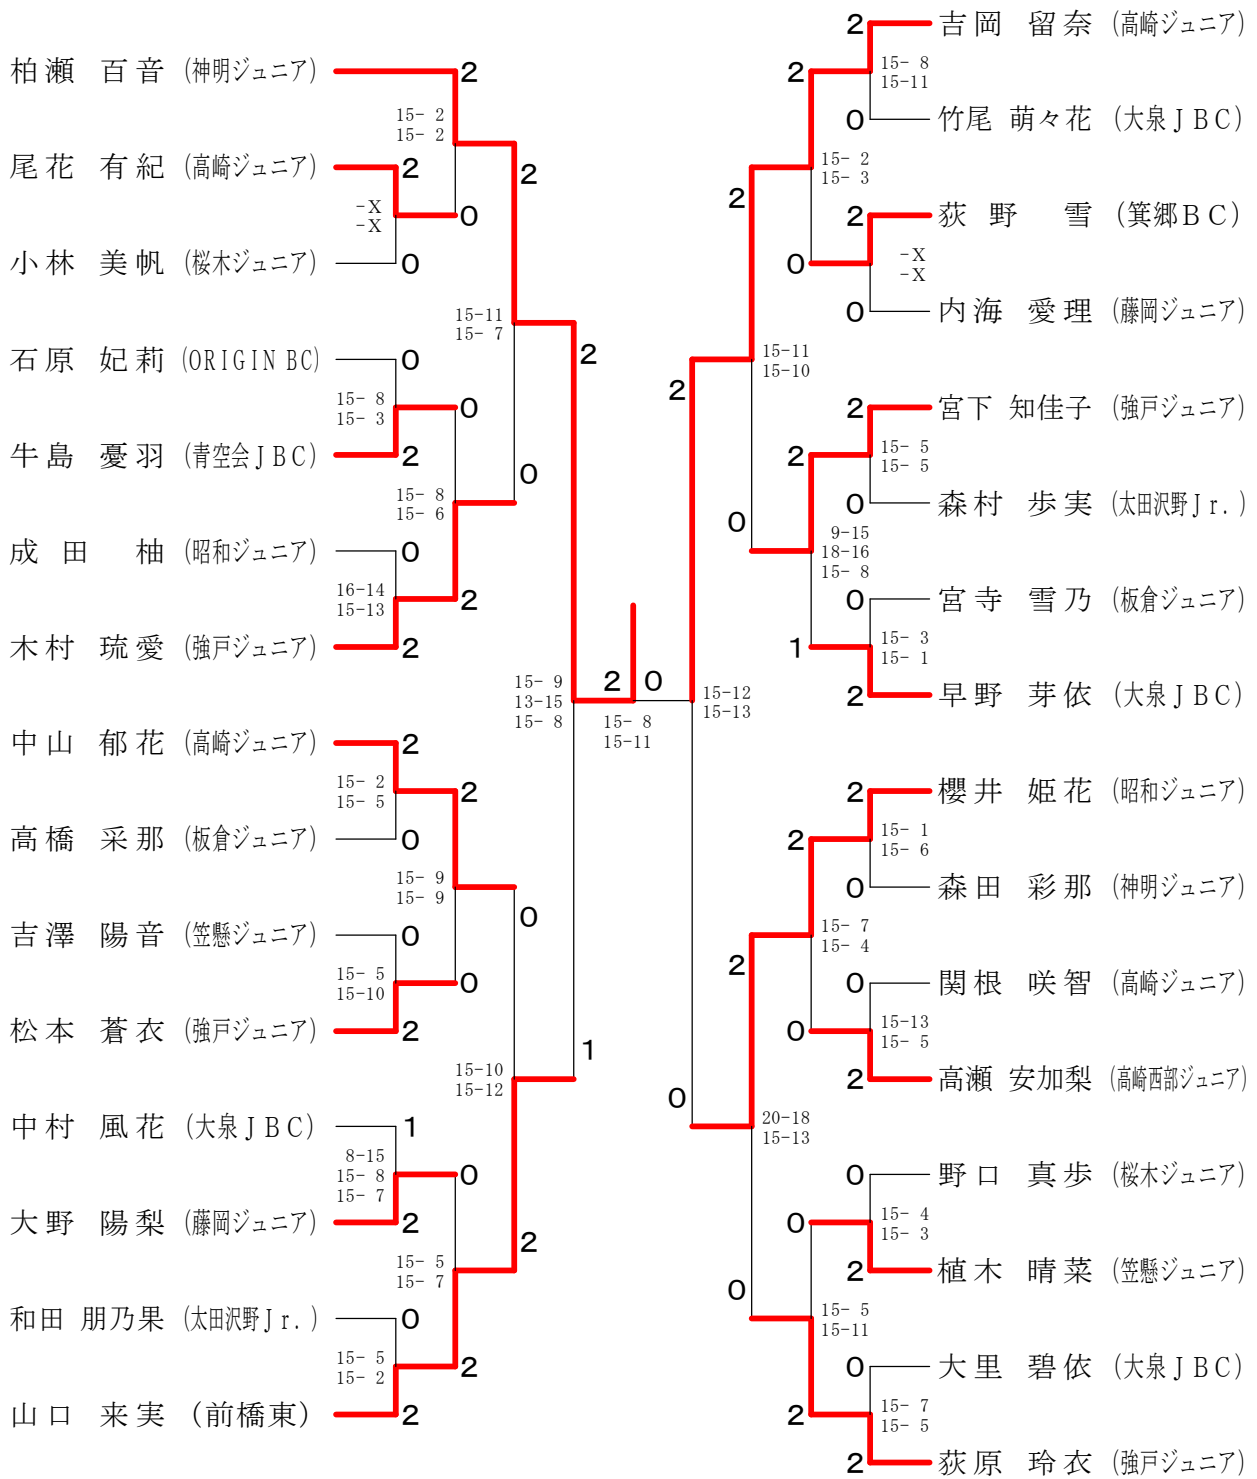 柏瀬 百音 (神明ジュニア)
2
15- 2
15- 2
尾花 有紀 (高崎ジュニア)
2
2
-X
-X
0
小林 美帆 (桜木ジュニア)
0
15-11
15- 7
石原 妃莉 (ORIGIN BC)
0
2
15- 8
15- 3
0
牛島 憂羽 (青空会JBC)
2
0
15- 8
15- 6
成田 柚 (昭和ジュニア)
0
16-14
15-13
2
木村 琉愛 (強戸ジュニア)
2
15- 9
13-15
15- 8
中山 郁花 (高崎ジュニア)
2
15- 2
15- 5
2
高橋 采那 (板倉ジュニア)
0
15- 9
15- 9
0
吉澤 陽音 (笠懸ジュニア)
0
15- 5
15-10
0
松本 蒼衣 (強戸ジュニア)
2
1
15-10
15-12
中村 風花 (大泉JBC)
1
8-15
15- 8
15- 7
0
大野 陽梨 (藤岡ジュニア)
2
2
15- 5
15- 7
和田 朋乃果 (太田沢野Jr.)
0
15- 5
15- 2
2
山口 来実 (前橋東)
2
2 0
15- 8
15-11
2 吉岡 留奈 (高崎ジュニア)
2
15- 8
15-11
0 竹尾 萌々花 (大泉JBC)
15- 2
15- 3
2
2 荻野 雪 (箕郷BC)
0
-X
-X
0 内海 愛理 (藤岡ジュニア)
15-11
15-10
2
2 宮下 知佳子 (強戸ジュニア)
2
15- 5
15- 5
0 森村 歩実 (太田沢野Jr.)
0
9-15
18-16
15- 8
0 宮寺 雪乃 (板倉ジュニア)
1
15- 3
15- 1
2 早野 芽依 (大泉JBC)
15-12
15-13
2 櫻井 姫花 (昭和ジュニア)
2
15- 1
15- 6
0 森田 彩那 (神明ジュニア)
15- 7
15- 4
2
0 関根 咲智 (高崎ジュニア)
0
15-13
15- 5
2 高瀬 安加梨 (高崎西部ジュニア)
0
20-18
15-13
0 野口 真歩 (桜木ジュニア)
0
15- 4
15- 3
2 植木 晴菜 (笠懸ジュニア)
0
15- 5
15-11
0 大里 碧依 (大泉JBC)
2
15- 7
15- 5
2 荻原 玲衣 (強戸ジュニア)